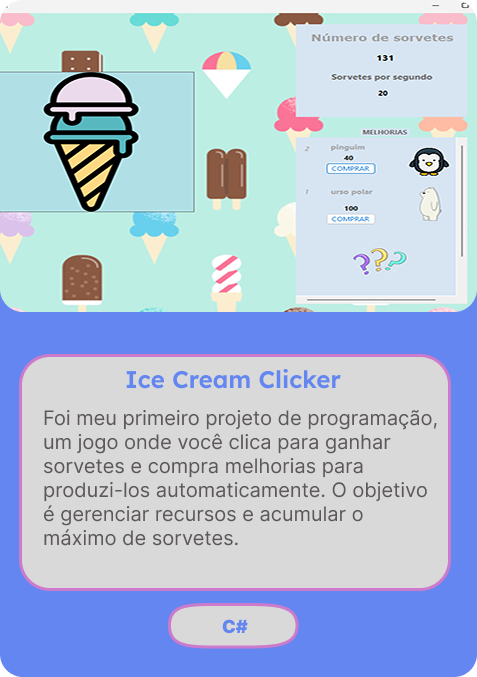 Número de sorvetes
131
Sorvetes por segundo
20
MELHORIAS
2 pinguim
40
COMPRAR
1 urso polar
100
COMPRAR
???
Ice Cream Clicker
Foi meu primeiro projeto de programação,
um jogo onde você clica para ganhar
sorvetes e compra melhorias para
produzi-los automaticamente. O objetivo
é gerenciar recursos e acumular o
máximo de sorvetes.
C#